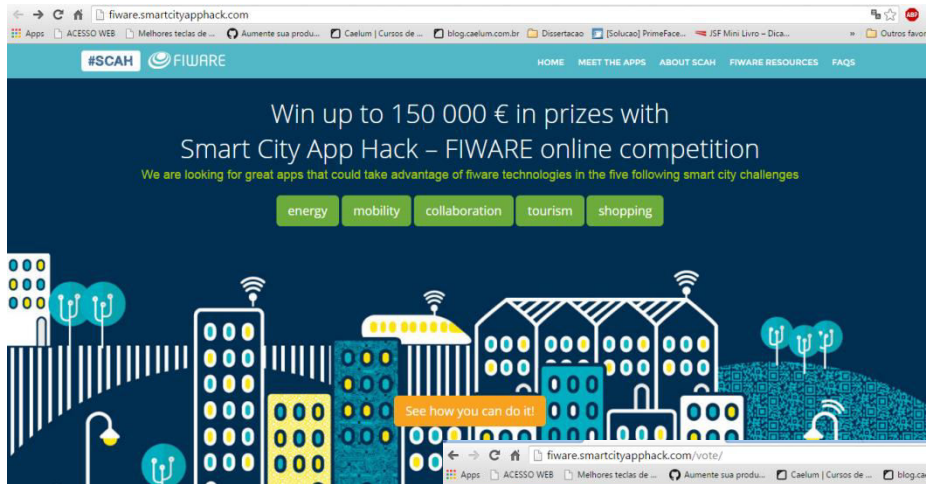 fiware.smartcityapphack.com
Apps ACESSO WEB Melhores teclas de ... Aumente sua produ... Caelum | Cursos de ... blog.caelum.com.br Dissertacao [Solucao] PrimeFace... JSF Mini Livro – Dica... » Outros favor
#SCAH FIWARE HOME MEET THE APPS ABOUT SCAH FIWARE RESOURCES FAQS
Win up to 150 000 € in prizes with
Smart City App Hack – FIWARE online competition
We are looking for great apps that could take advantage of fiware technologies in the five following smart city challenges
energy mobility collaboration tourism shopping
See how you can do it!
fiware.smartcityapphack.com/vote/
Apps ACESSO WEB Melhores teclas de ... Aumente sua produ... Caelum | Cursos de ... blog.cae